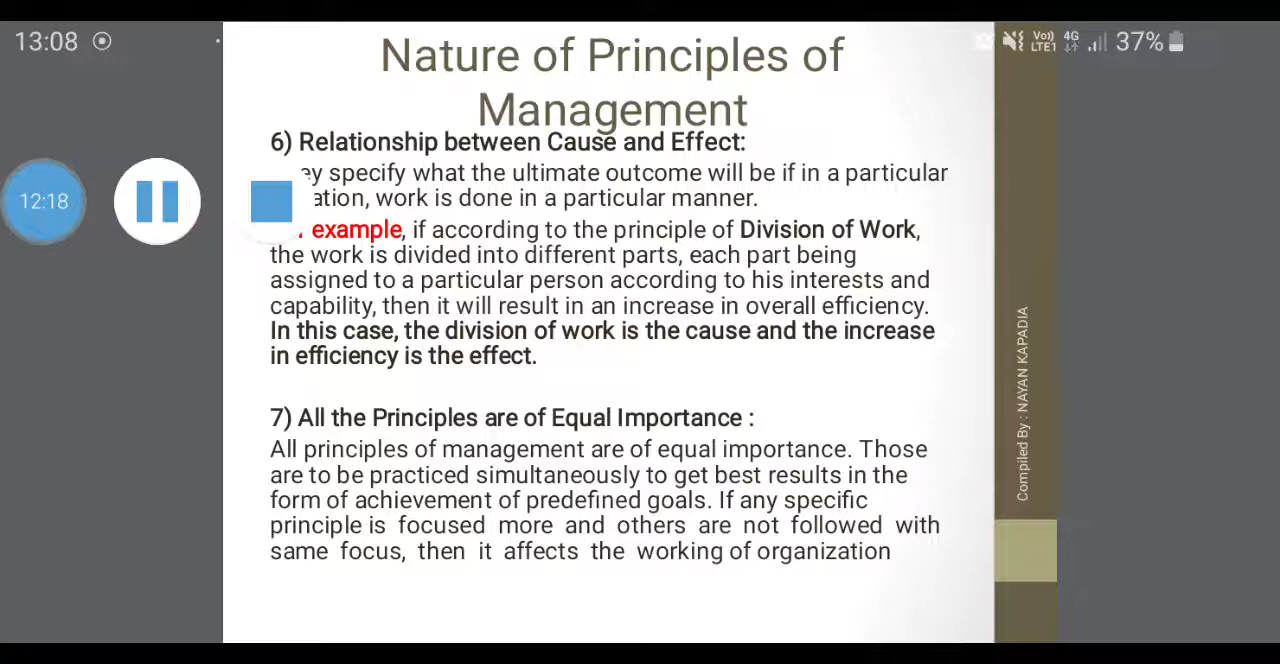 13:08
Vo)) 4G 37%
LTE1
Nature of Principles of
Management
6) Relationship between Cause and Effect:
ey specify what the ultimate outcome will be if in a particular
ation, work is done in a particular manner.
example, if according to the principle of Division of Work,
the work is divided into different parts, each part being
assigned to a particular person according to his interests and
capability, then it will result in an increase in overall efficiency.
In this case, the division of work is the cause and the increase
in efficiency is the effect.
12:18
7) All the Principles are of Equal Importance :
All principles of management are of equal importance. Those
are to be practiced simultaneously to get best results in the
form of achievement of predefined goals. If any specific
principle is focused more and others are not followed with
same focus, then it affects the working of organization
Compiled By : NAYAN KAPADIA